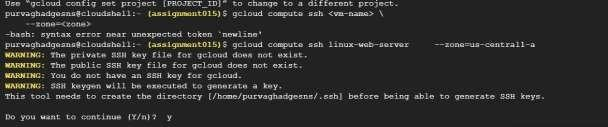 Use "gcloud config set project [PROJECT_ID]" to change to a different project.
purvaghadgesns@cloudshell:~ (assignment015)$ gcloud compute ssh <vm-name> \
--zone=<zone>
-bash: syntax error near unexpected token `newline'
purvaghadgesns@cloudshell:~ (assignment015)$ gcloud compute ssh linux-web-server --zone=us-central1-a
WARNING: The private SSH key file for gcloud does not exist.
WARNING: The public SSH key file for gcloud does not exist.
WARNING: You do not have an SSH key for gcloud.
WARNING: SSH keygen will be executed to generate a key.
This tool needs to create the directory [/home/purvaghadgesns/.ssh] before being able to generate SSH keys.
Do you want to continue (Y/n)? y